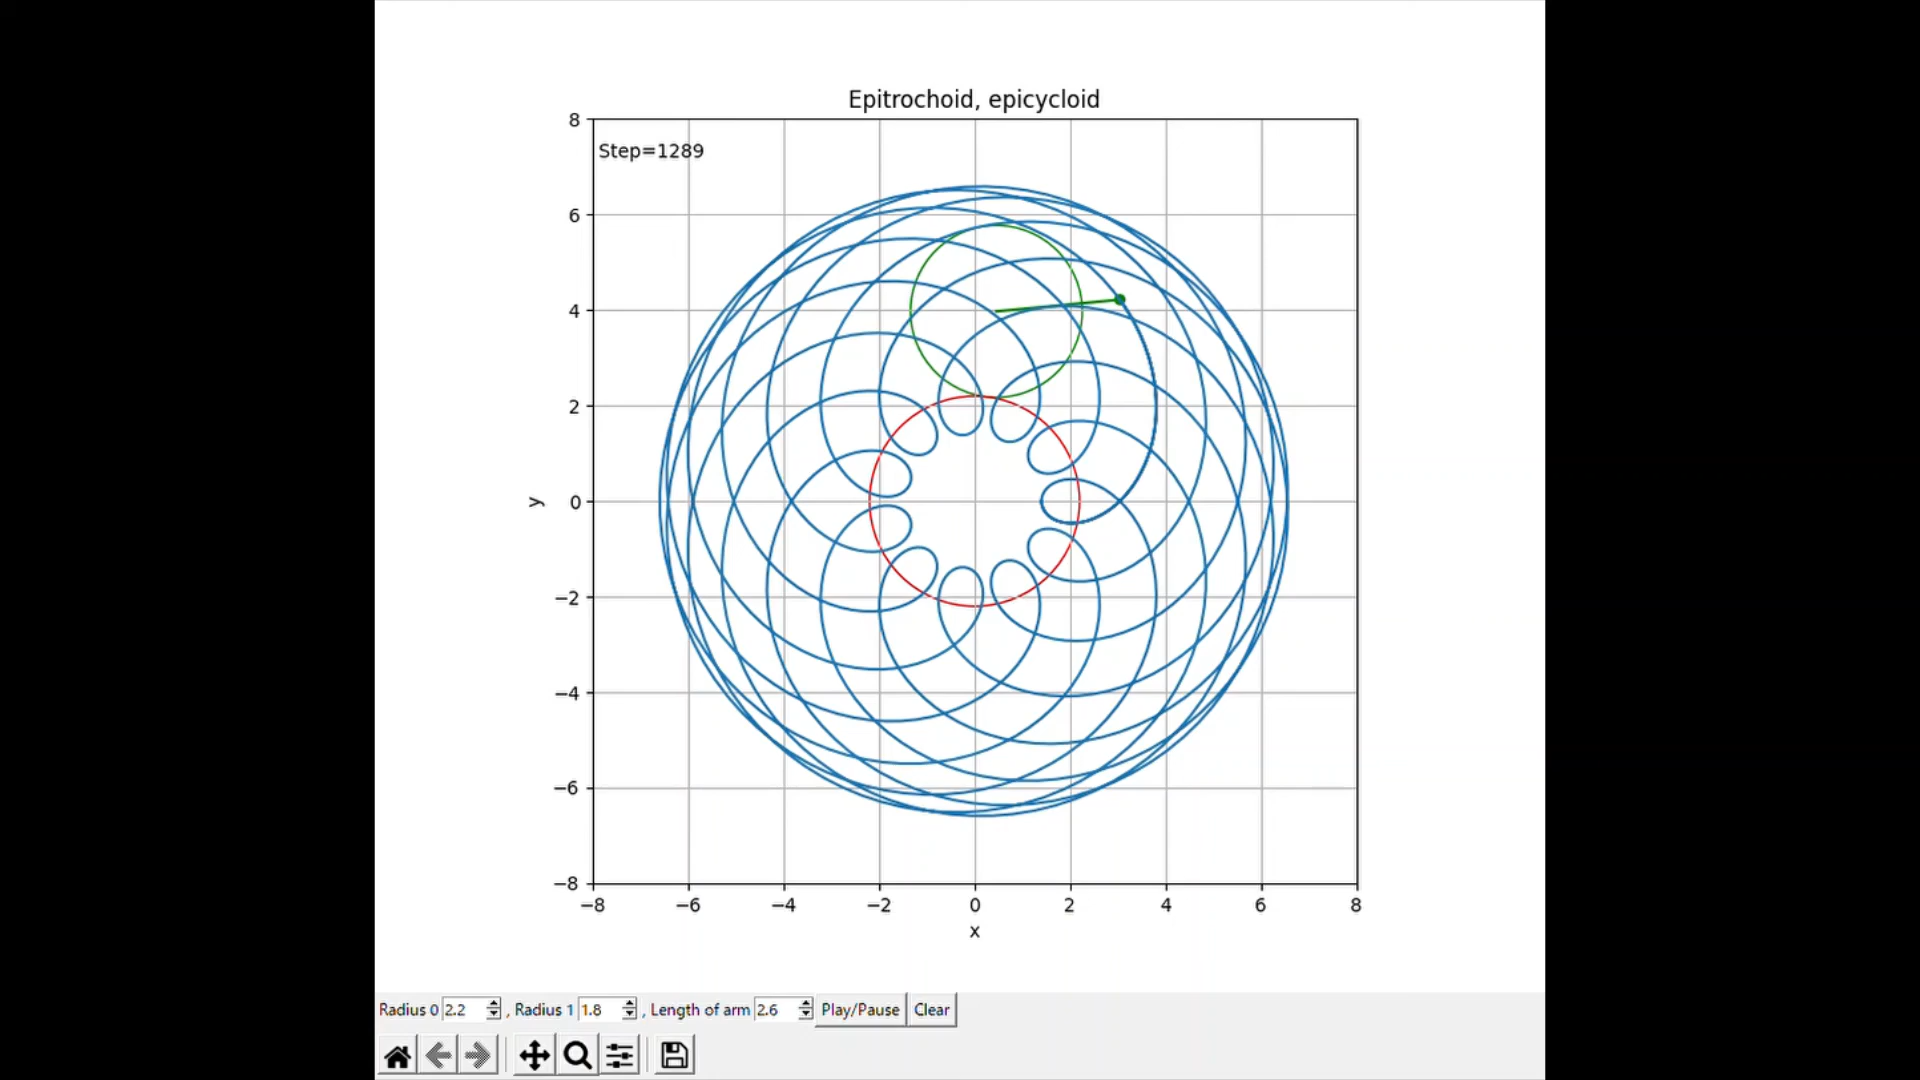 Epitrochoid, epicycloid
8
Step=1289
6
4
2
y
0
−2
−4
−6
−8
−8 −6 −4 −2 0 2 4 6 8
x
Radius 0 2.2 , Radius 1 1.8 , Length of arm 2.6 Play/Pause Clear